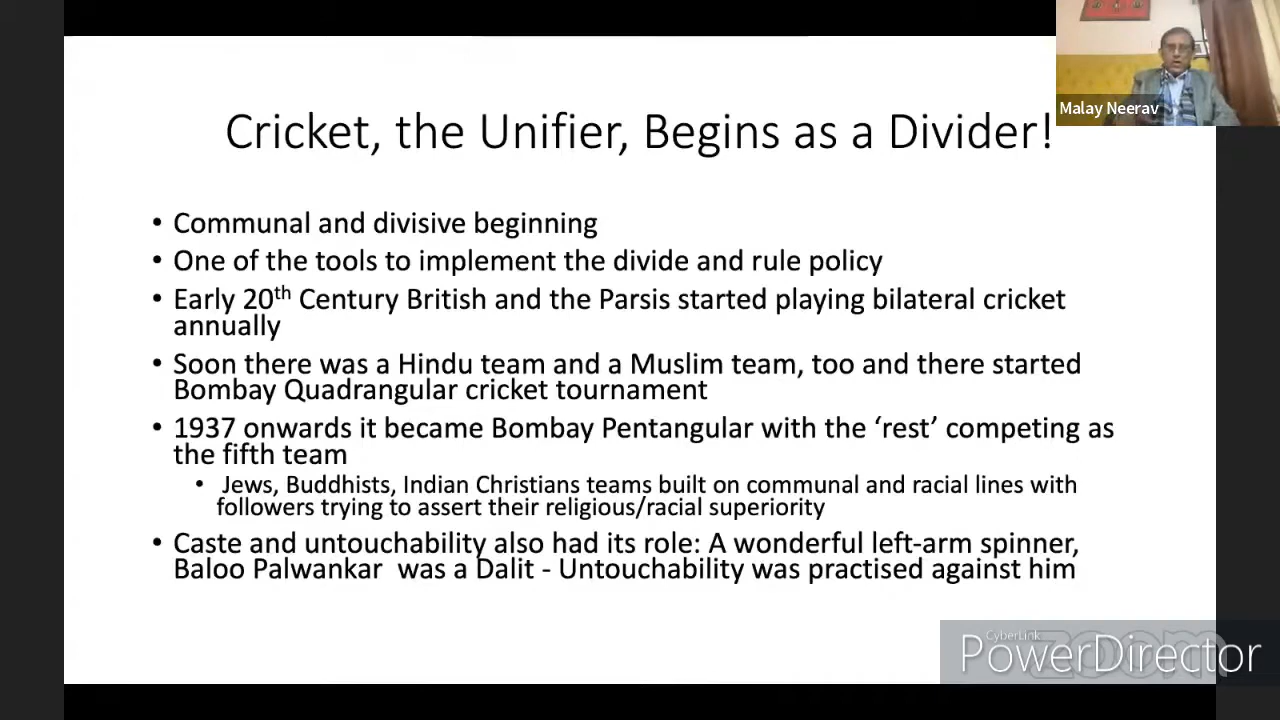 Malay Neerav
Cricket, the Unifier, Begins as a Divider!
• Communal and divisive beginning
• One of the tools to implement the divide and rule policy
• Early 20th Century British and the Parsis started playing bilateral cricket
annually
• Soon there was a Hindu team and a Muslim team, too and there started
Bombay Quadrangular cricket tournament
• 1937 onwards it became Bombay Pentangular with the ‘rest’ competing as
the fifth team
• Jews, Buddhists, Indian Christians teams built on communal and racial lines with
followers trying to assert their religious/racial superiority
• Caste and untouchability also had its role: A wonderful left-arm spinner,
Baloo Palwankar was a Dalit - Untouchability was practised against him
CyberLink
PowerDirector
zoom